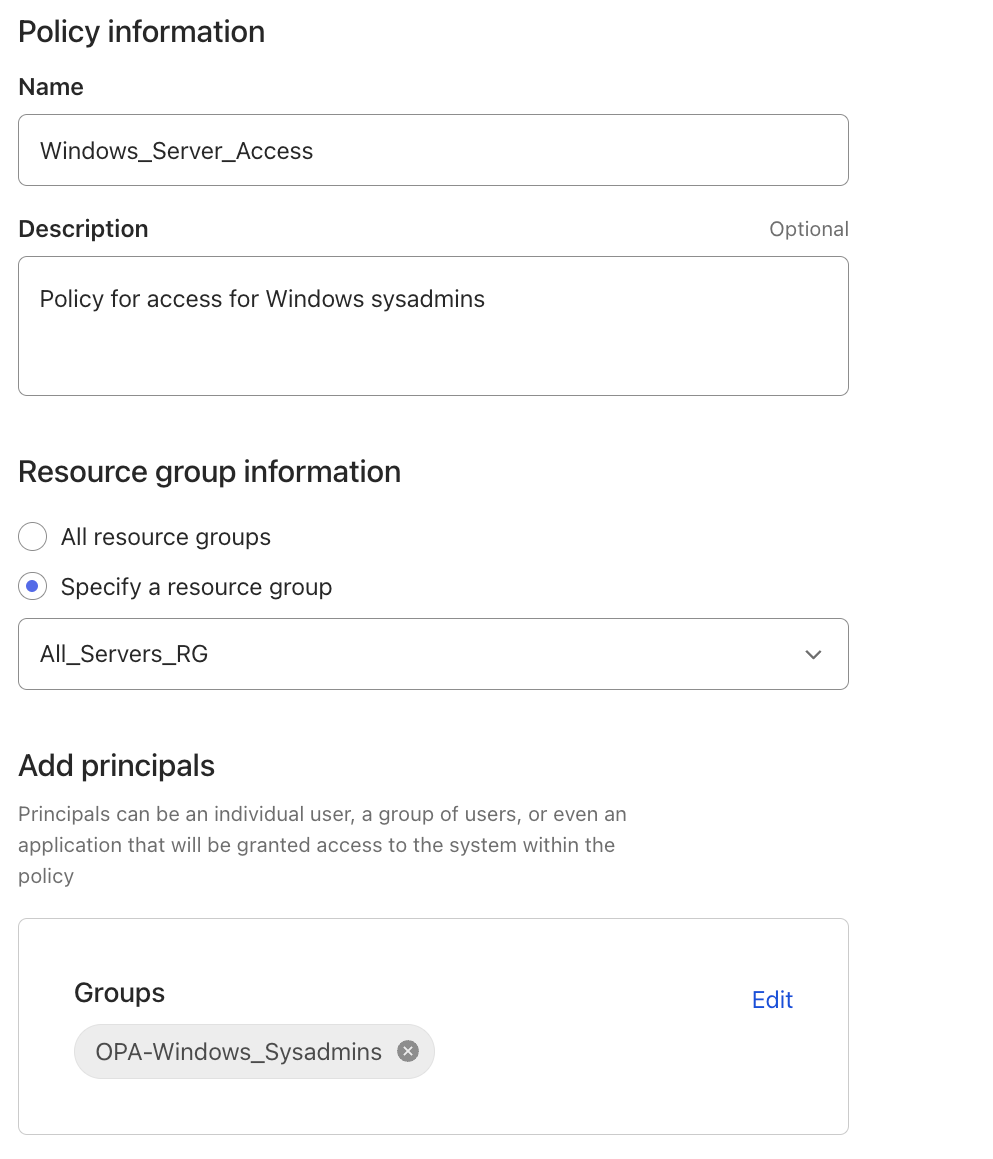 Policy information
Name
Windows_Server_Access
Description
Optional
Policy for access for Windows sysadmins
Resource group information
All resource groups
Specify a resource group
All_Servers_RG
Add principals
Principals can be an individual user, a group of users, or even an
application that will be granted access to the system within the
policy
Groups
Edit
OPA-Windows_Sysadmins